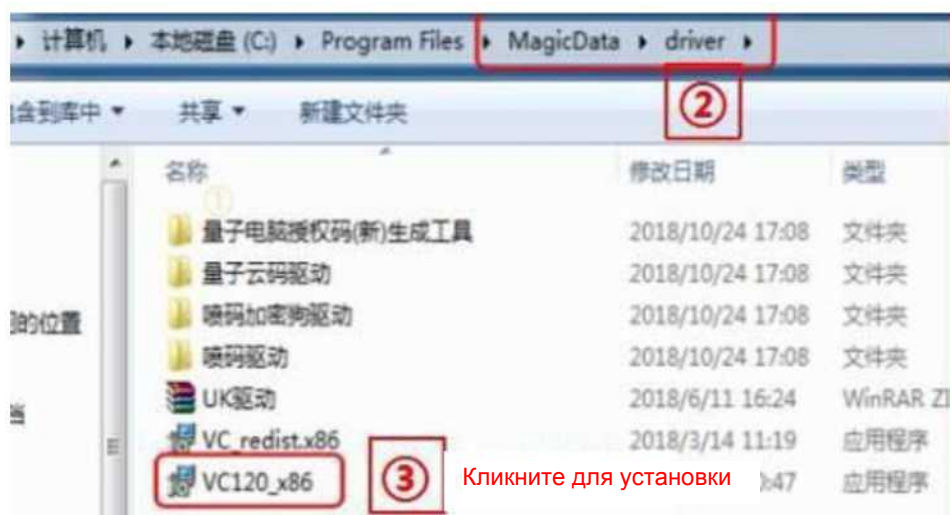 计算机 ▸ 本地磁盘 (C:) ▸ Program Files ▸ MagicData ▸ driver ▸
含到库中 ▾ 共享 ▾ 新建文件夹
②
名称 修改日期 类型
①
量子电脑授权码(新)生成工具 2018/10/24 17:08 文件夹
量子云码驱动 2018/10/24 17:08 文件夹
喷码加密狗驱动 2018/10/24 17:08 文件夹
的位置
喷码驱动 2018/10/24 17:08 文件夹
UK驱动 2018/6/11 16:24 WinRAR ZI
VC_redist.x86 2018/3/14 11:19 应用程序
VC120_x86 ③ Кликните для установки :47 应用程序